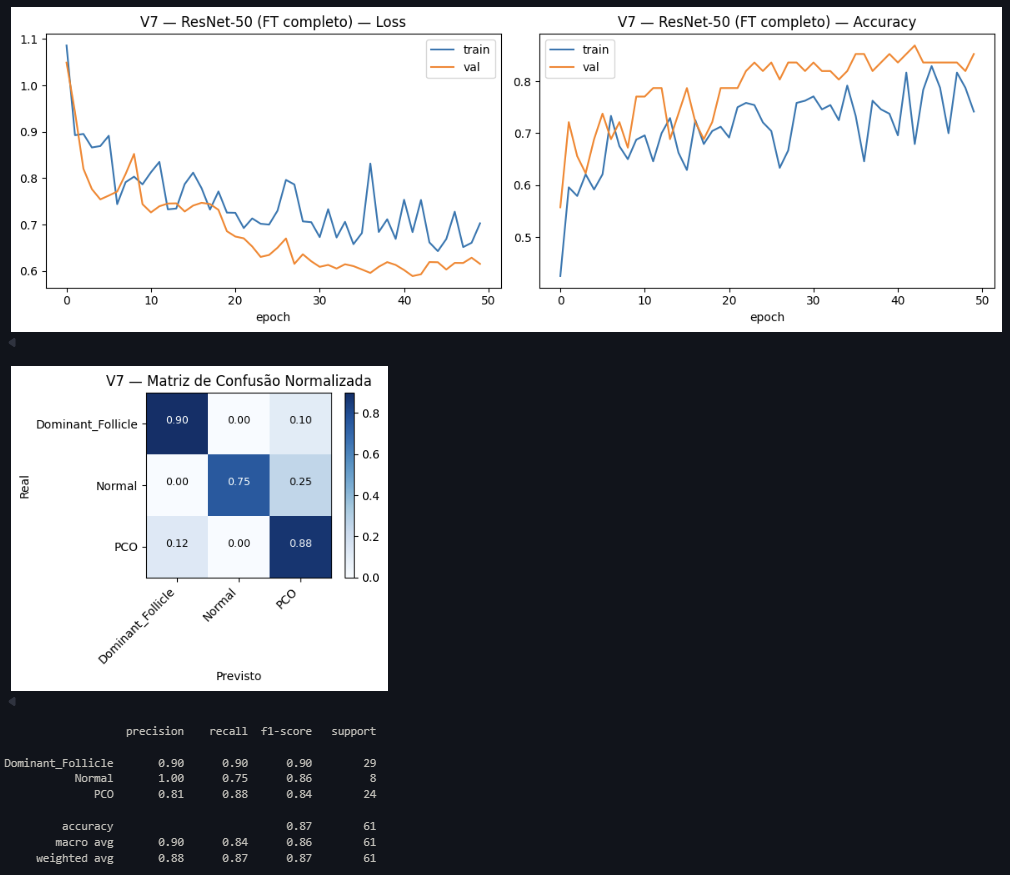 V7 — ResNet-50 (FT completo) — Loss
1.1
1.0
0.9
0.8
0.7
0.6
train
val
0 10 20 30 40 50
epoch
V7 — ResNet-50 (FT completo) — Accuracy
0.8
0.7
0.6
0.5
train
val
0 10 20 30 40 50
epoch
V7 — Matriz de Confusão Normalizada
Real
Dominant_Follicle 0.90 0.00 0.10
Normal 0.00 0.75 0.25
PCO 0.12 0.00 0.88
0.8
0.6
0.4
0.2
0.0
Dominant_Follicle Normal PCO
Previsto
precision recall f1-score support
Dominant_Follicle 0.90 0.90 0.90 29
Normal 1.00 0.75 0.86 8
PCO 0.81 0.88 0.84 24
accuracy 0.87 61
macro avg 0.90 0.84 0.86 61
weighted avg 0.88 0.87 0.87 61